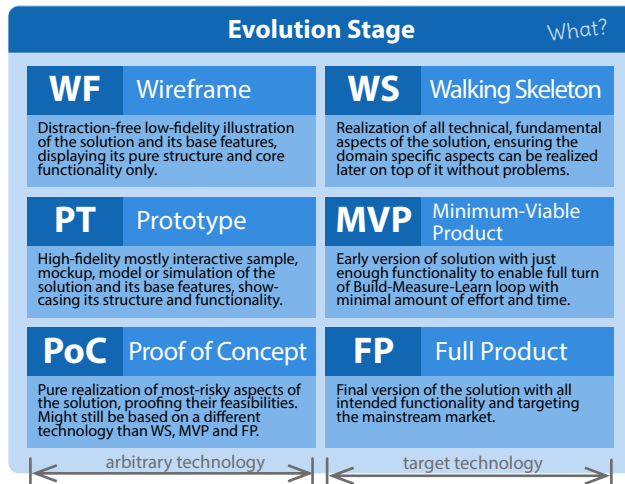 Evolution Stage
What?
WF Wireframe
Distraction-free low-fidelity illustration
of the solution and its base features,
displaying its pure structure and core
functionality only.
WS Walking Skeleton
Realization of all technical, fundamental
aspects of the solution, ensuring the
domain specific aspects can be realized
later on top of it without problems.
PT Prototype
High-fidelity mostly interactive sample,
mockup, model or simulation of the
solution and its base features, show-
casing its structure and functionality.
MVP Minimum-Viable
Product
Early version of solution with just
enough functionality to enable full turn
of Build-Measure-Learn loop with
minimal amount of effort and time.
PoC Proof of Concept
Pure realization of most-risky aspects of
the solution, proofing their feasibilities.
Might still be based on a different
technology than WS, MVP and FP.
FP Full Product
Final version of the solution with all
intended functionality and targeting
the mainstream market.
arbitrary technology
target technology